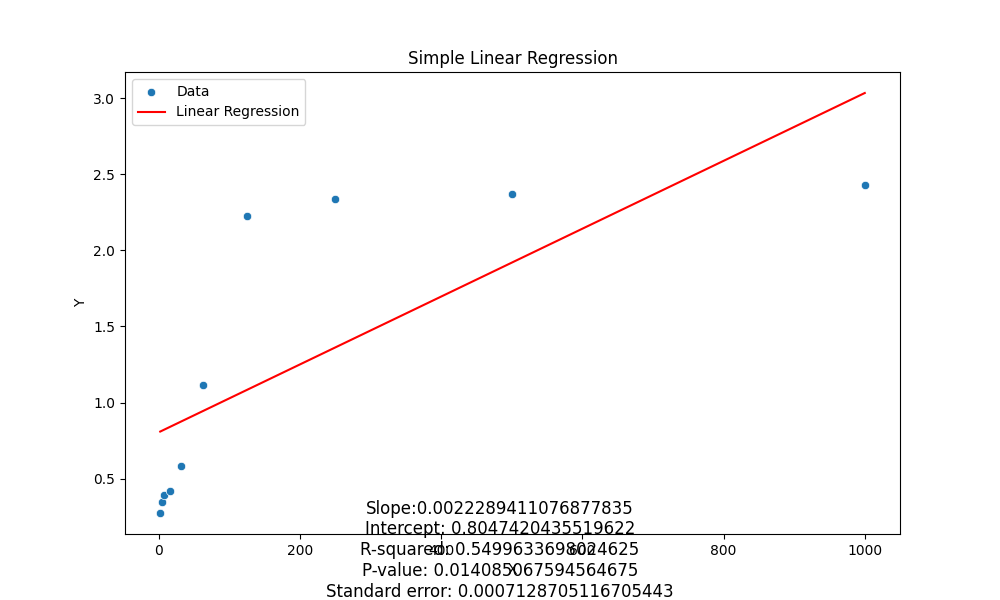 Simple Linear Regression
Data
Linear Regression
3.0
2.5
2.0
1.5
1.0
0.5
Y
0
200
400
600
800
1000
X
Slope:0.0022289411076877835
Intercept: 0.8047420435519622
R-squared: 0.5499633698024625
P-value: 0.014085067594564675
Standard error: 0.0007128705116705443